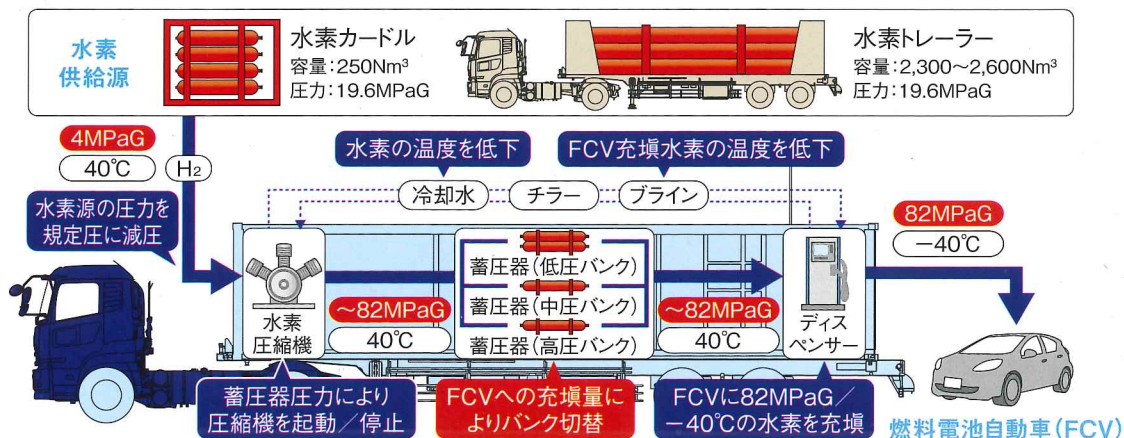 水素
供給源
水素カードル
容量：250Nm³
圧力：19.6MPaG
水素トレーラー
容量：2,300〜2,600Nm³
圧力：19.6MPaG
4MPaG
40℃
H₂
水素の温度を低下
FCV充塡水素の温度を低下
冷却水
チラー
ブライン
水素源の圧力を
規定圧に減圧
82MPaG
−40℃
水素
圧縮機
〜82MPaG
40℃
蓄圧器（低圧バンク）
蓄圧器（中圧バンク）
蓄圧器（高圧バンク）
〜82MPaG
40℃
ディス
ペンサー
蓄圧器圧力により
圧縮機を起動／停止
FCVへの充塡量に
よりバンク切替
FCVに82MPaG／
−40℃の水素を充塡
燃料電池自動車（FCV）